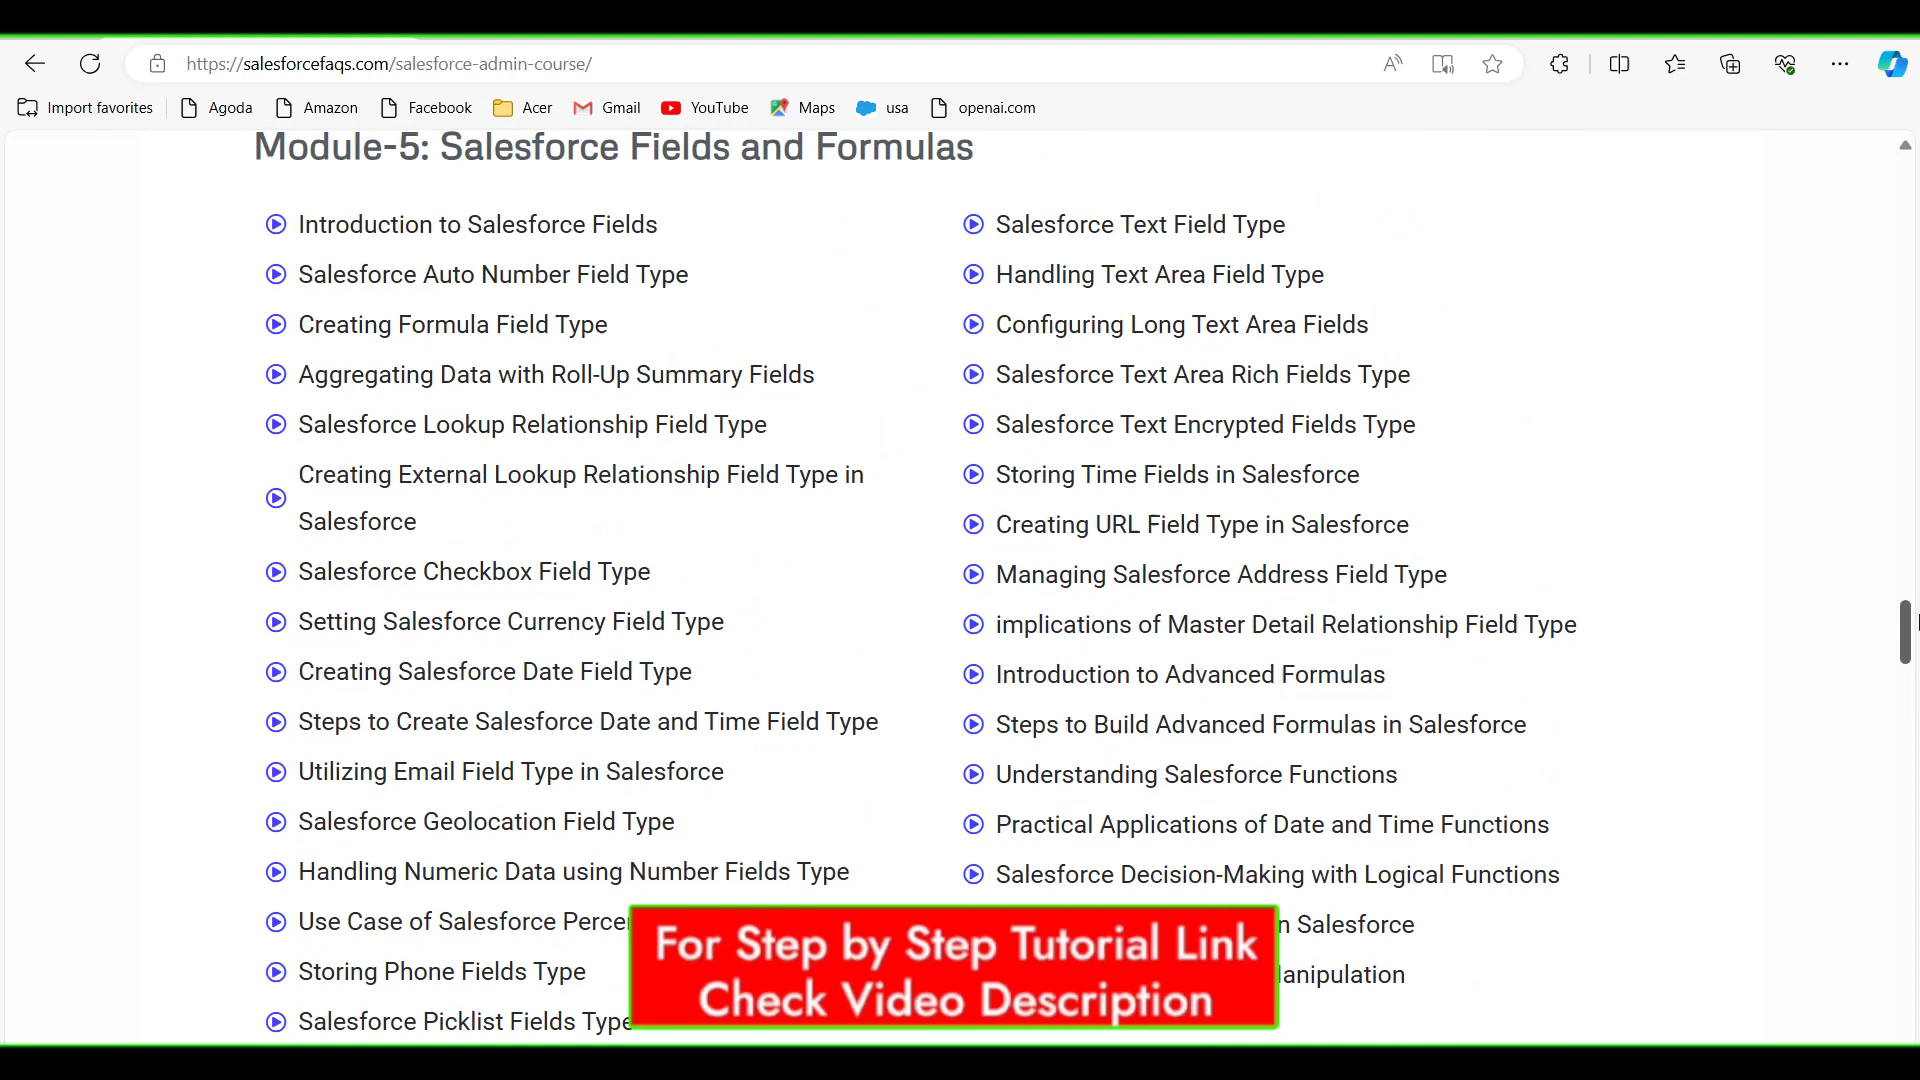 https://salesforcefaqs.com/salesforce-admin-course/
Import favorites
Agoda
Amazon
Facebook
Acer
Gmail
YouTube
Maps
usa
openai.com
Module-5: Salesforce Fields and Formulas
Introduction to Salesforce Fields
Salesforce Auto Number Field Type
Creating Formula Field Type
Aggregating Data with Roll-Up Summary Fields
Salesforce Lookup Relationship Field Type
Creating External Lookup Relationship Field Type in
Salesforce
Salesforce Checkbox Field Type
Setting Salesforce Currency Field Type
Creating Salesforce Date Field Type
Steps to Create Salesforce Date and Time Field Type
Utilizing Email Field Type in Salesforce
Salesforce Geolocation Field Type
Handling Numeric Data using Number Fields Type
Use Case of Salesforce
Storing Phone Fields Type
Salesforce Picklist Fields Type
Salesforce Text Field Type
Handling Text Area Field Type
Configuring Long Text Area Fields
Salesforce Text Area Rich Fields Type
Salesforce Text Encrypted Fields Type
Storing Time Fields in Salesforce
Creating URL Field Type in Salesforce
Managing Salesforce Address Field Type
implications of Master Detail Relationship Field Type
Introduction to Advanced Formulas
Steps to Build Advanced Formulas in Salesforce
Understanding Salesforce Functions
Practical Applications of Date and Time Functions
Salesforce Decision-Making with Logical Functions
Salesforce
For Step by Step Tutorial Link
Check Video Description